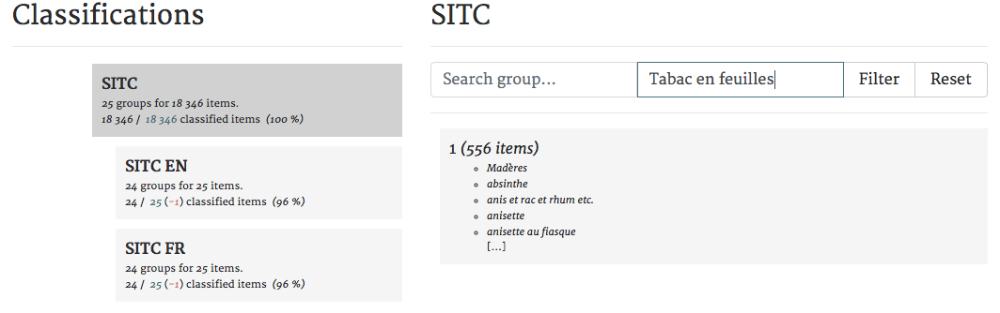 Classifications
SITC
25 groups for 18 346 items.
18 346 / 18 346 classified items (100 %)
SITC EN
24 groups for 25 items.
24 / 25 (-1) classified items (96 %)
SITC FR
24 groups for 25 items.
24 / 25 (-1) classified items (96 %)
SITC
Search group...
Tabac en feuilles
Filter
Reset
1 (556 items)
Madères
absinthe
anis et rac et rhum etc.
anisette
anisette au fiasque
[...]